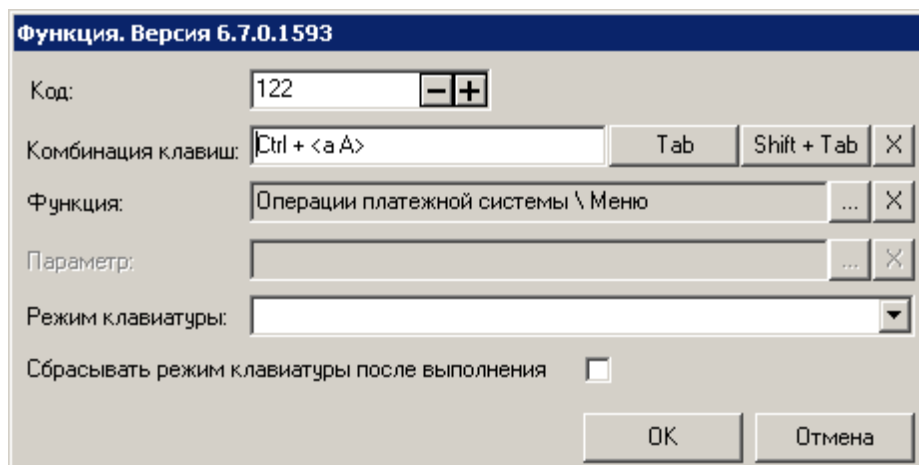 Функция. Версия 6.7.0.1593
Код: 122
Комбинация клавиш: Ctrl + <a A> Tab Shift + Tab X
Функция: Операции платежной системы \ Меню ... X
Параметр: ... X
Режим клавиатуры:
Сбрасывать режим клавиатуры после выполнения
OK Отмена